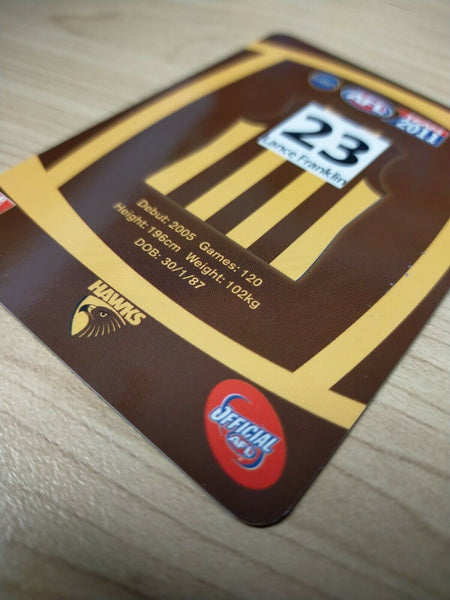 AFL
2011
23
Lance Franklin
Debut: 2005 Games: 120
Height: 196cm Weight: 102kg
DOB: 30/1/87
HAWKS
OFFICIAL
AFL